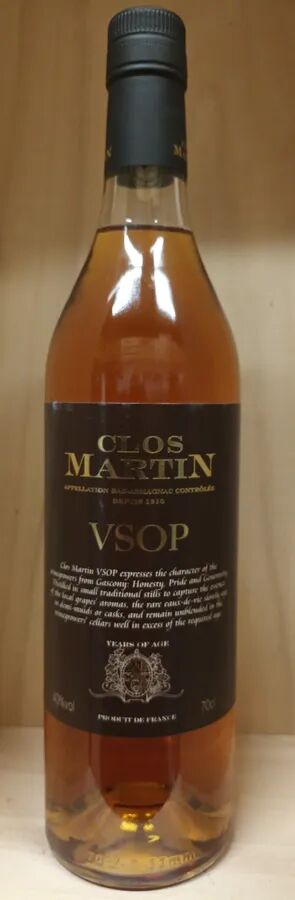 CLOS
MARTIN
APPELLATION BAS-ARMAGNAC CONTRÔLÉE
DEPUIS
VSOP
Clos Martin VSOP expresses the character of the
winegrowers from Gascony: Honesty, Pride and Generosity.
Distilled in small traditional stills to capture the essence
of the local grapes' aromas, the rare eaux-de-vie slowly age
in demi-muids or casks, and remain unblended in the
winegrowers' cellars well in excess of the required age.
YEARS OF AGE
40%vol
70cl
PRODUIT DE FRANCE